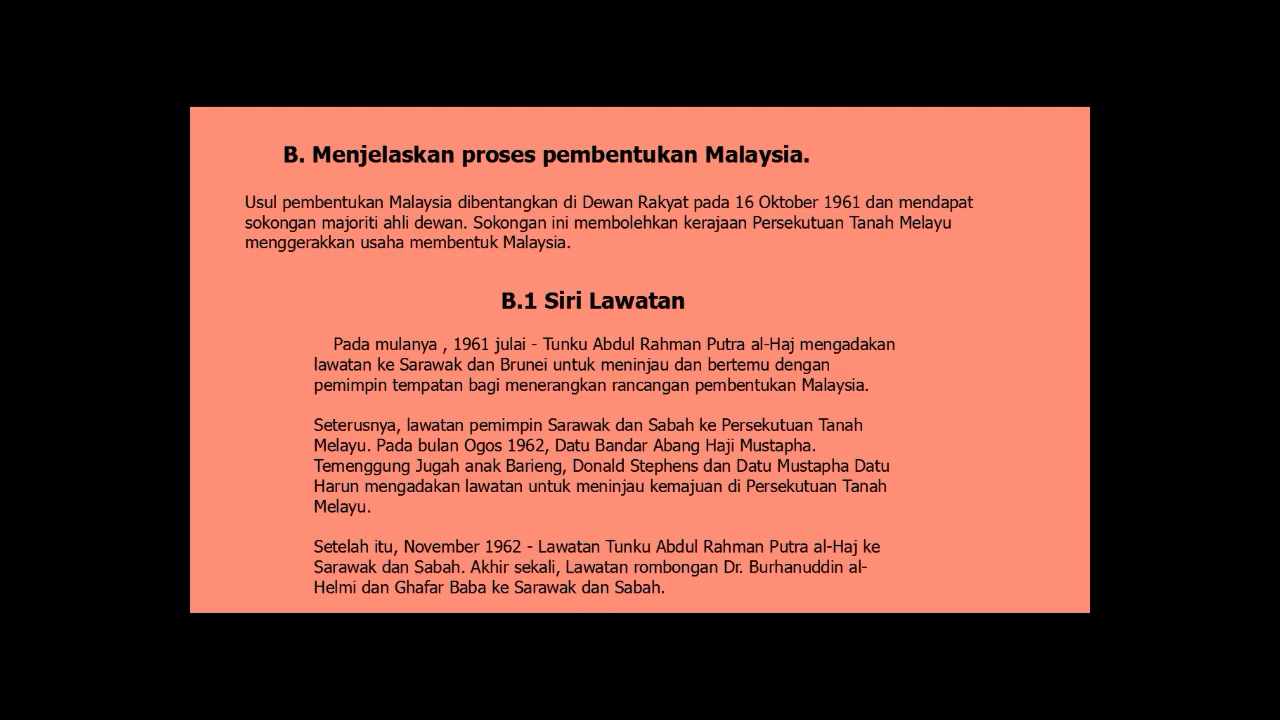 B. Menjelaskan proses pembentukan Malaysia.
Usul pembentukan Malaysia dibentangkan di Dewan Rakyat pada 16 Oktober 1961 dan mendapat
sokongan majoriti ahli dewan. Sokongan ini membolehkan kerajaan Persekutuan Tanah Melayu
menggerakkan usaha membentuk Malaysia.
B.1 Siri Lawatan
Pada mulanya , 1961 julai - Tunku Abdul Rahman Putra al-Haj mengadakan
lawatan ke Sarawak dan Brunei untuk meninjau dan bertemu dengan
pemimpin tempatan bagi menerangkan rancangan pembentukan Malaysia.
Seterusnya, lawatan pemimpin Sarawak dan Sabah ke Persekutuan Tanah
Melayu. Pada bulan Ogos 1962, Datu Bandar Abang Haji Mustapha.
Temenggung Jugah anak Barieng, Donald Stephens dan Datu Mustapha Datu
Harun mengadakan lawatan untuk meninjau kemajuan di Persekutuan Tanah
Melayu.
Setelah itu, November 1962 - Lawatan Tunku Abdul Rahman Putra al-Haj ke
Sarawak dan Sabah. Akhir sekali, Lawatan rombongan Dr. Burhanuddin al-
Helmi dan Ghafar Baba ke Sarawak dan Sabah.